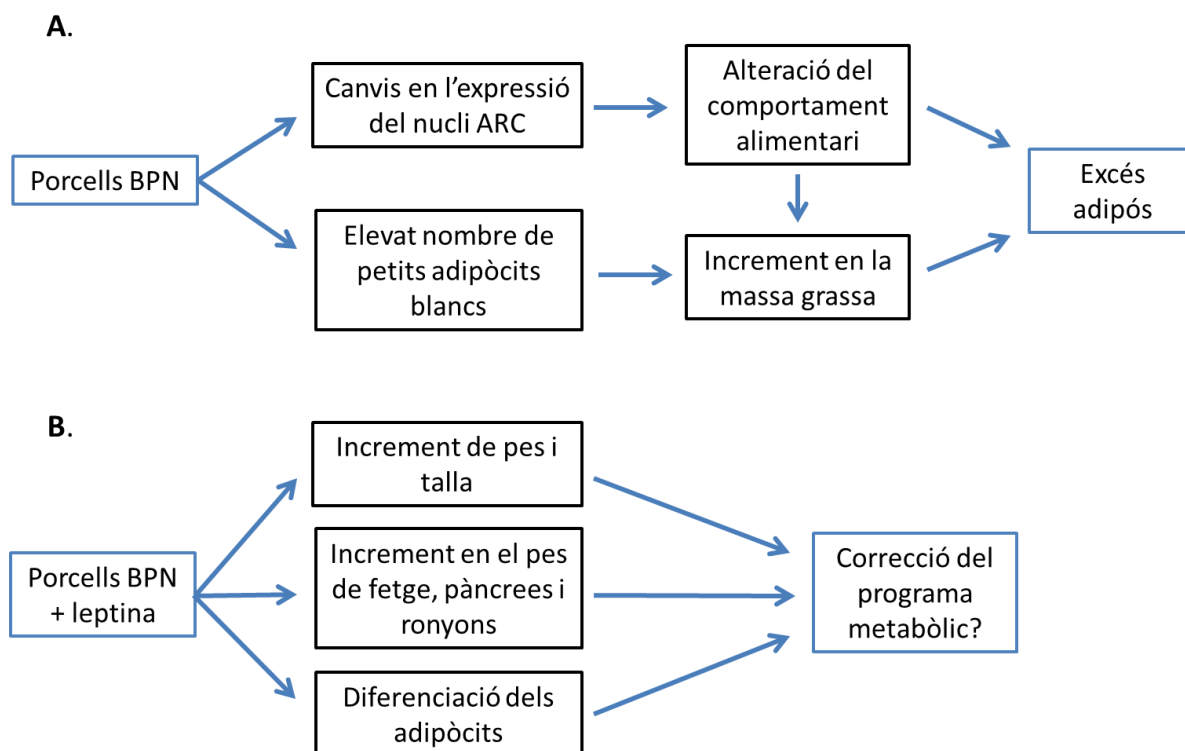 A.
Porcells BPN
Canvis en l'expressió
del nucli ARC
Elevat nombre de
petits adipòcits
blancs
Alteració del
comportament
alimentari
Increment en la
massa grassa
Excés
adipós
B.
Porcells BPN
+ leptina
Increment de pes i
talla
Increment en el pes
de fetge, pàncrees i
ronyons
Diferenciació dels
adipòcits
Correcció del
programa
metabòlic?